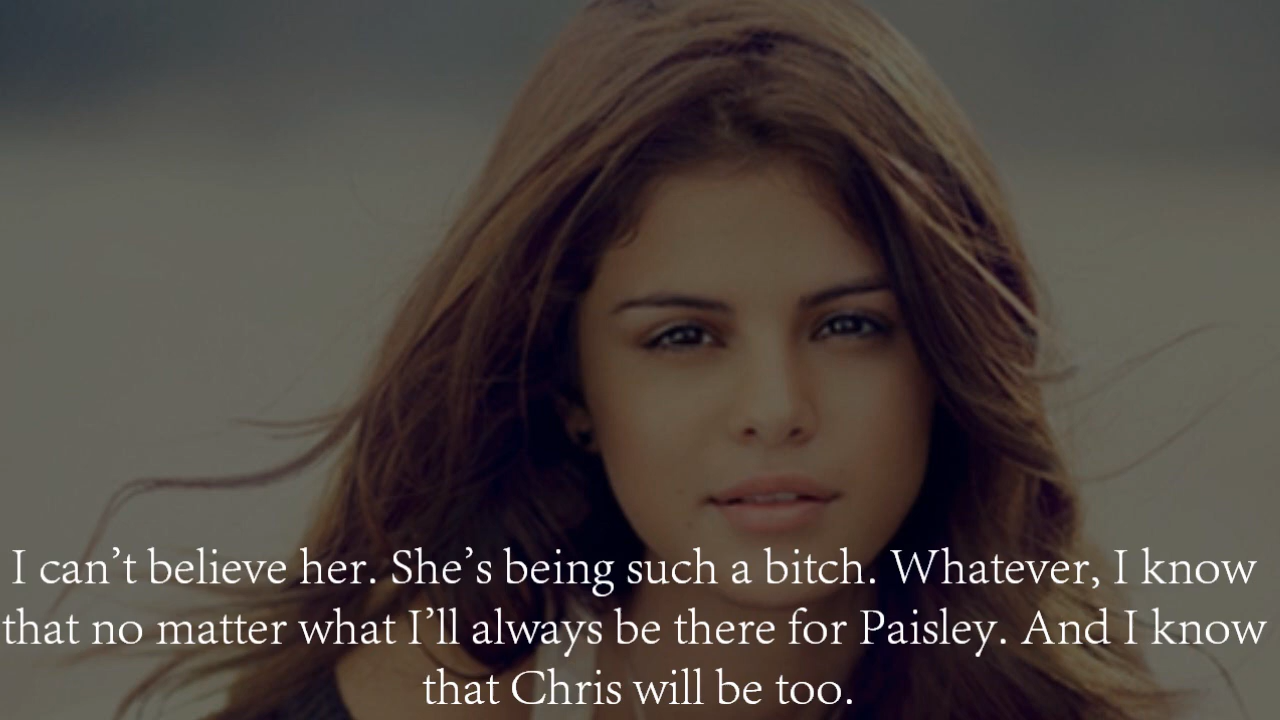 I can’t believe her. She’s being such a bitch. Whatever, I know
that no matter what I’ll always be there for Paisley. And I know
that Chris will be too.